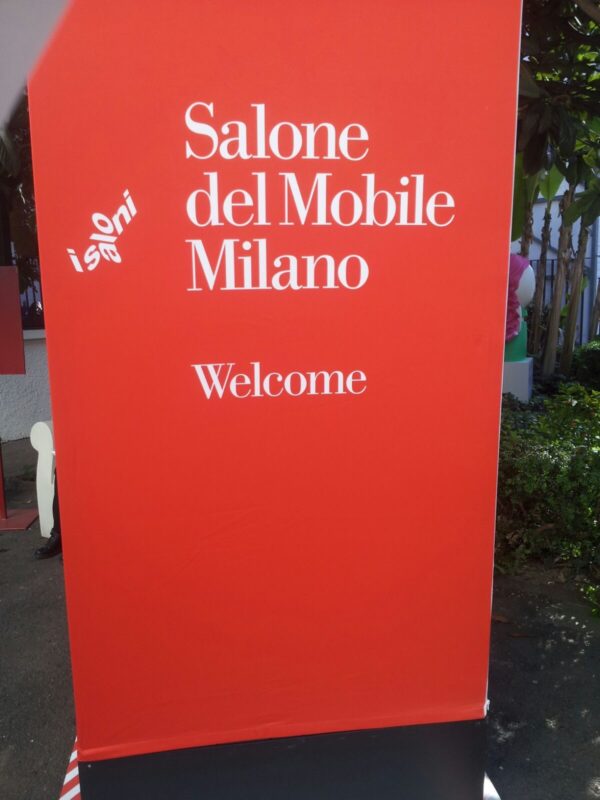 Salone
del Mobile
Milano
i saloni
Welcome